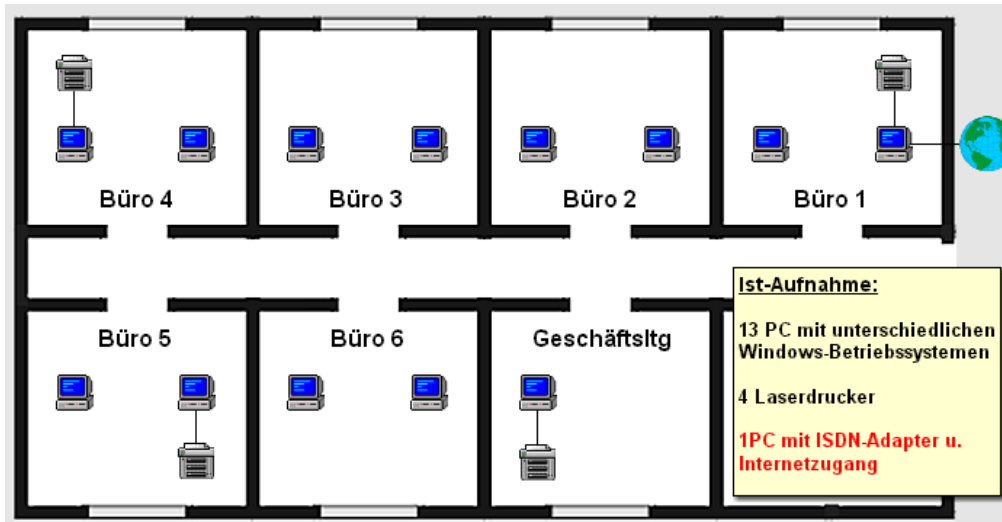 Büro 4
Büro 3
Büro 2
Büro 1
Büro 5
Büro 6
Geschäftsltg
Ist-Aufnahme:
13 PC mit unterschiedlichen
Windows-Betriebssystemen
4 Laserdrucker
1PC mit ISDN-Adapter u.
Internetzugang